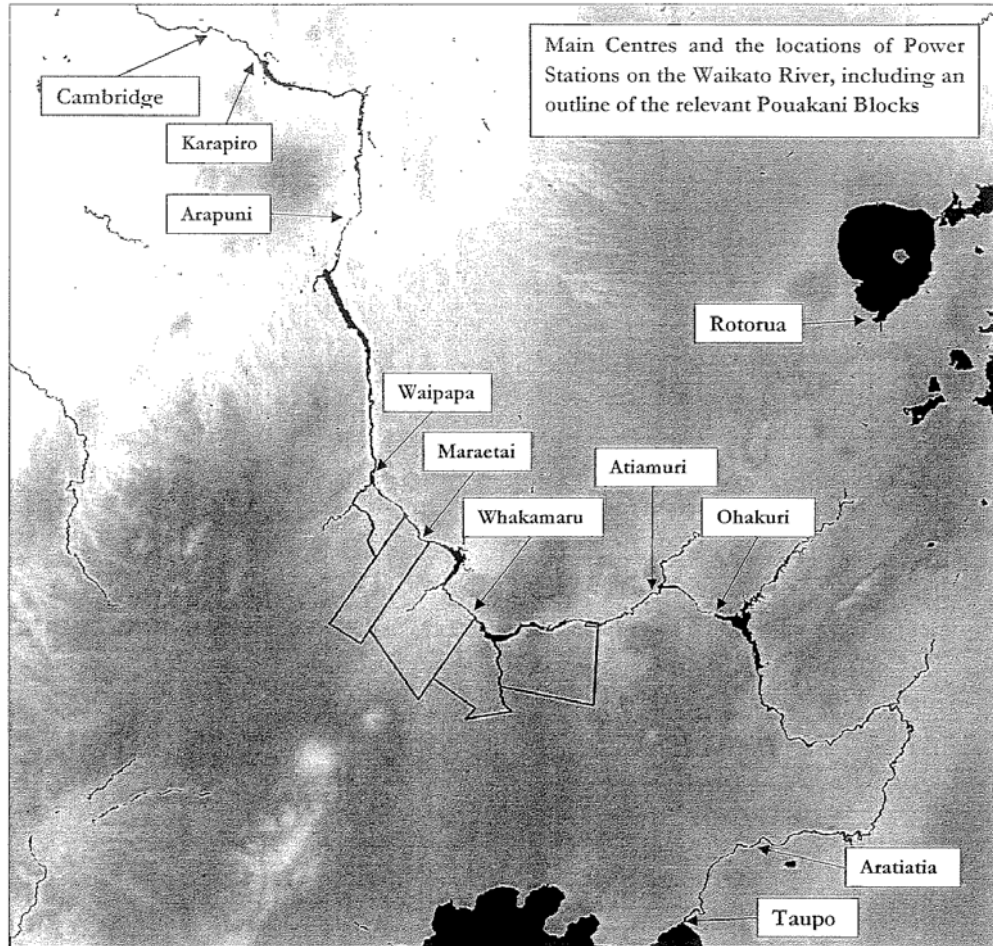 Main Centres and the locations of Power
Stations on the Waikato River, including an
outline of the relevant Pouakani Blocks
Cambridge
Karapiro
Arapuni
Rotorua
Waipapa
Maraetai
Atiamuri
Whakamaru
Ohakuri
Aratiatia
Taupo